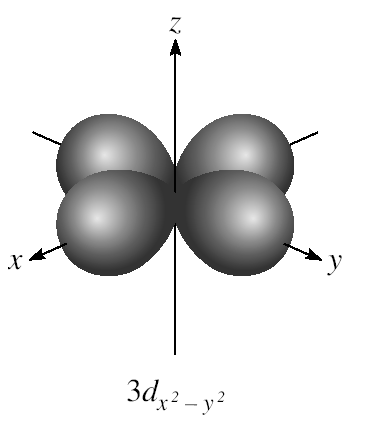 z
x y
3d_{x^2 - y^2}